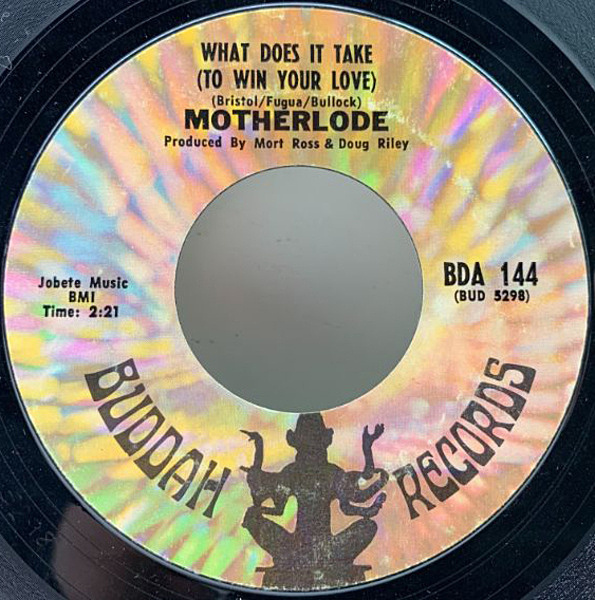 WHAT DOES IT TAKE
(TO WIN YOUR LOVE)
(Bristol/Fugua/Bullock)
MOTHERLODE
Produced By Mort Ross & Doug Riley
Jobete Music
BMI
Time: 2:21
BDA 144
(BUD 5298)
BUDDAH RECORDS